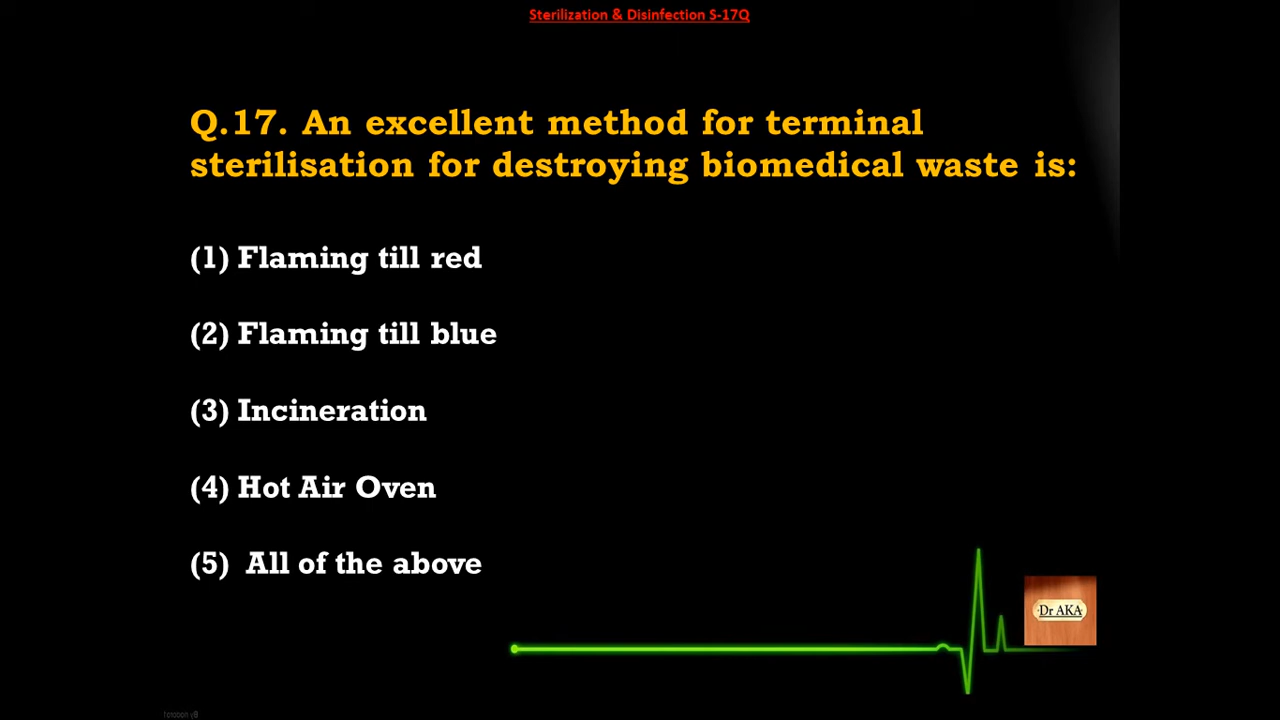 Sterilization & Disinfection S-17Q
Q.17. An excellent method for terminal
sterilisation for destroying biomedical waste is:
(1) Flaming till red
(2) Flaming till blue
(3) Incineration
(4) Hot Air Oven
(5) All of the above
Dr AKA